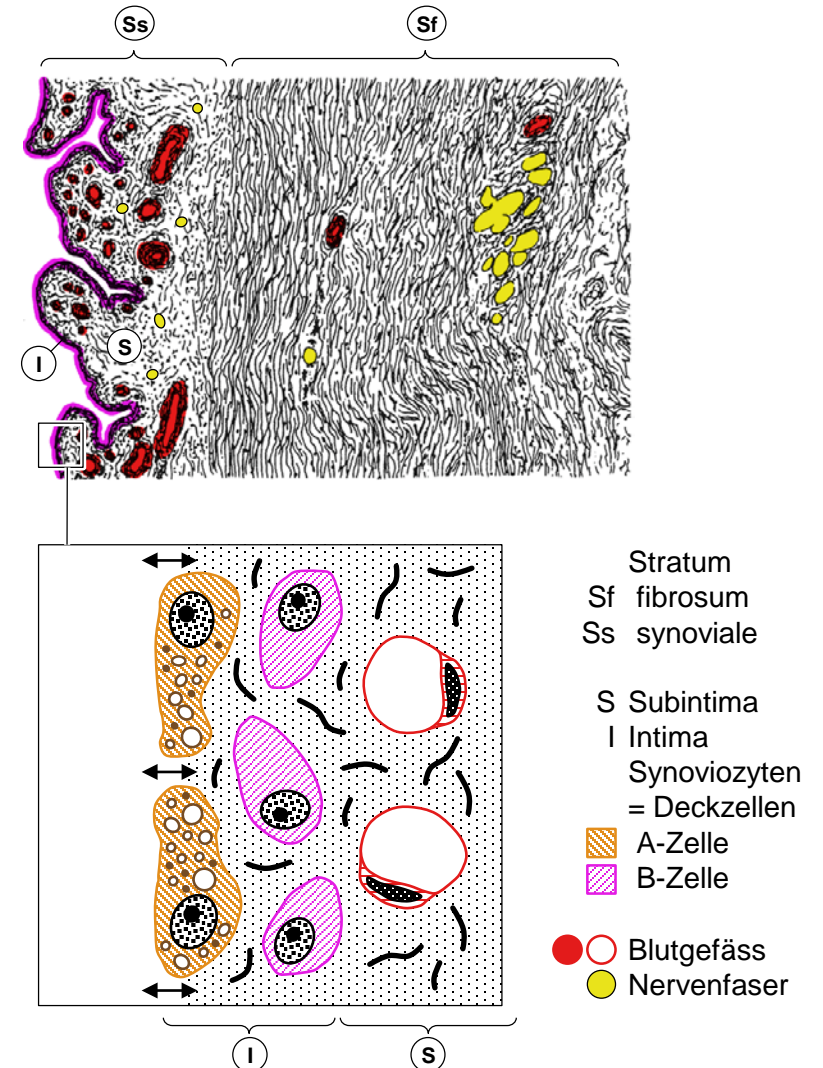 Ss Sf
S
I
Stratum
Sf fibrosum
Ss synoviale
S Subintima
I Intima
Synoviozyten
= Deckzellen
A-Zelle
B-Zelle
Blutgefäss
Nervenfaser
I S